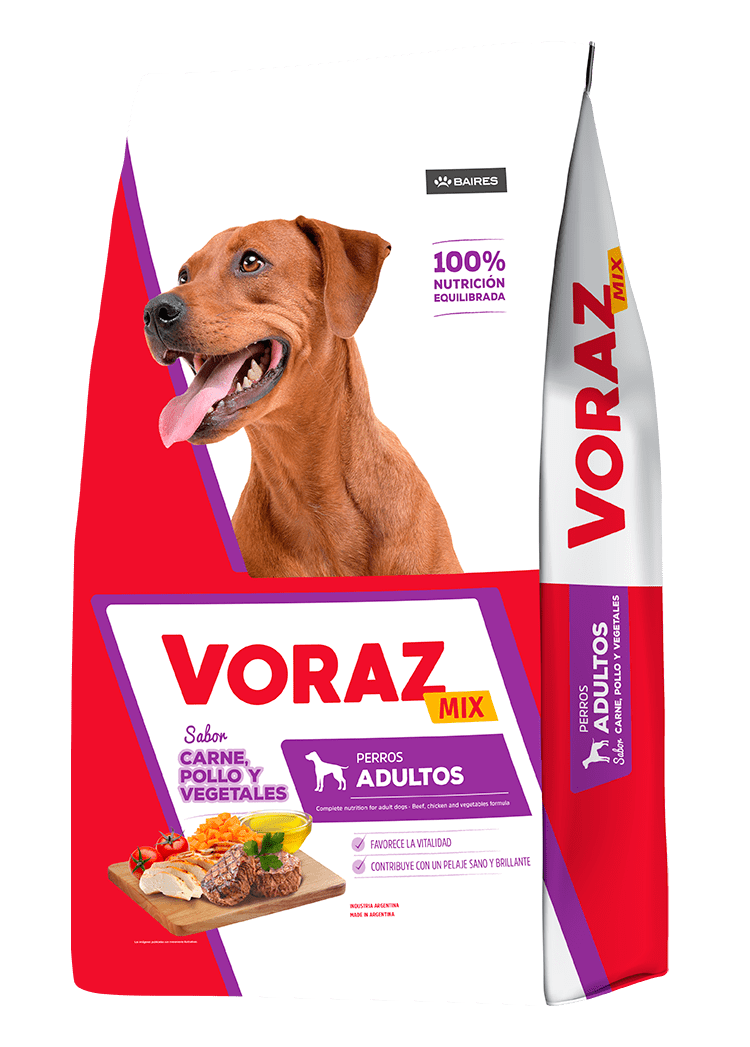 BAIRES
100%
NUTRICIÓN
EQUILIBRADA
VORAZ
MIX
Sabor
CARNE,
POLLO Y
VEGETALES
PERROS
ADULTOS
Complete nutrition for adult dogs - Beef, chicken and vegetables formula
FAVORECE LA VITALIDAD
CONTRIBUYE CON UN PELAJE SANO Y BRILLANTE
INDUSTRIA ARGENTINA
MADE IN ARGENTINA
VORAZ
MIX
PERROS
ADULTOS
Sabor CARNE, POLLO Y VEGETALES